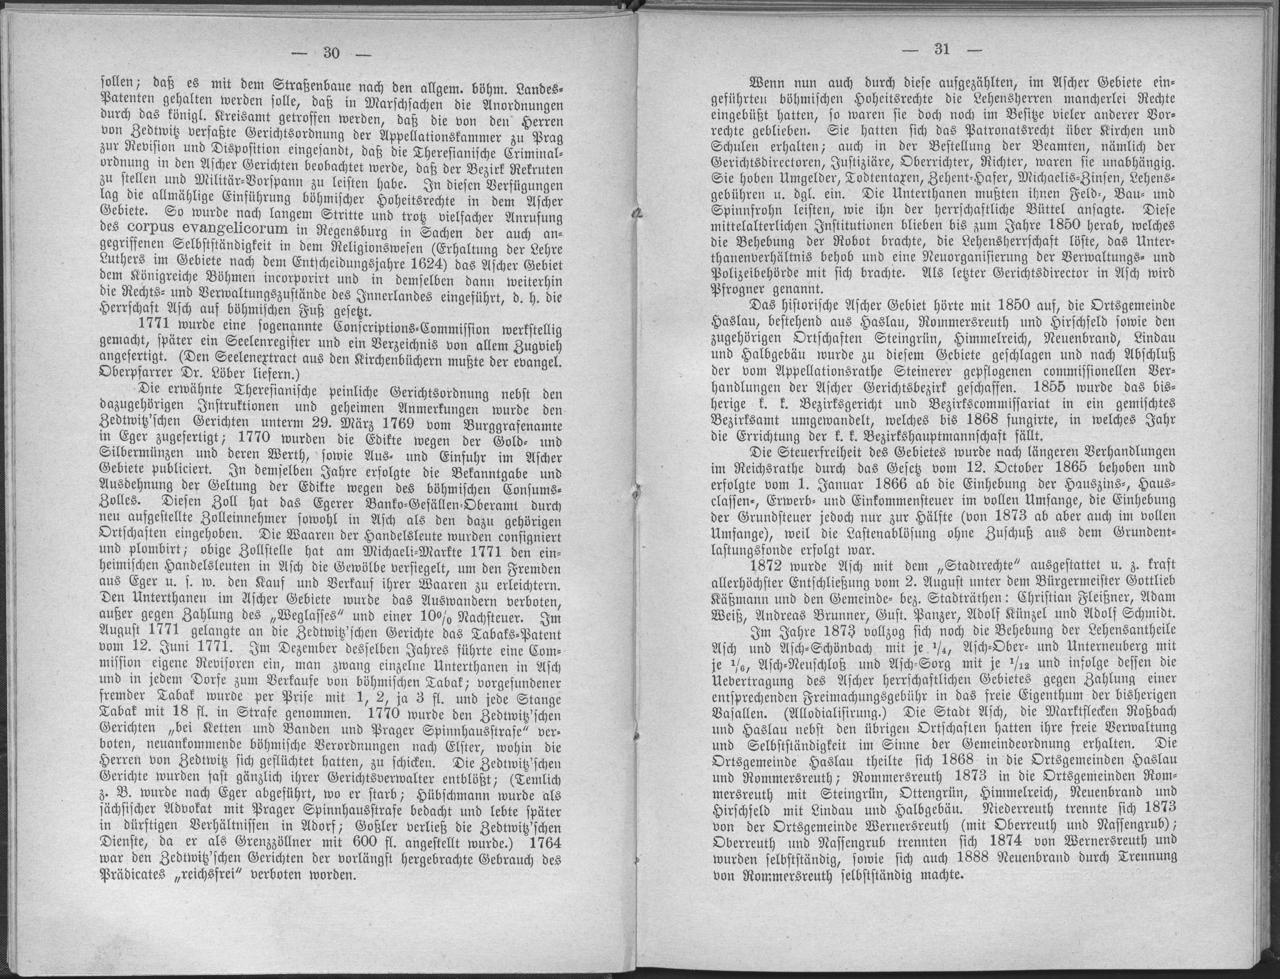 — 30 —
sollen; daß es mit dem Straßenbaue nach den allgem. böhm. Landes-
Patenten gehalten werden solle, daß in Marschsachen die Anordnungen
durch das königl. Kreisamt getroffen werden, daß die von den Herren
von Zedtwitz verfaßte Gerichtsordnung der Appellationskammer zu Prag
zur Revision und Disposition eingesandt, daß die Theresianische Criminal-
ordnung in den Ascher Gerichten beobachtet werde, daß der Bezirk Rekruten
zu stellen und Militär-Vorspann zu leisten habe. In diesen Verfügungen
lag die allmählige Einführung böhmischer Hoheitsrechte in dem Ascher
Gebiete. So wurde nach langem Stritte und trotz vielfacher Anrufung
des corpus evangelicorum in Regensburg in Sachen der auch an-
gegriffenen Selbstständigkeit in dem Religionswesen (Erhaltung der Lehre
Luthers im Gebiete nach dem Entscheidungsjahre 1624) das Ascher Gebiet
dem Königreiche Böhmen incorporirt und in demselben dann weiterhin
die Rechts- und Verwaltungszustände des Innerlandes eingeführt, d. h. die
Herrschaft Asch auf böhmischen Fuß gesetzt.
1771 wurde eine sogenannte Conscriptions-Commission werkstellig
gemacht, später ein Seelenregister und ein Verzeichnis von allem Zugvieh
angefertigt. (Den Seelenextract aus den Kirchenbüchern mußte der evangel.
Oberpfarrer Dr. Löber liefern.)
Die erwähnte Theresianische peinliche Gerichtsordnung nebst den
dazugehörigen Instruktionen und geheimen Anmerkungen wurde den
Zedtwitz'schen Gerichten unterm 29. März 1769 vom Burggrafenamte
in Eger zugefertigt; 1770 wurden die Edikte wegen der Gold- und
Silbermünzen und deren Werth, sowie Aus- und Einfuhr im Ascher
Gebiete publiciert. In demselben Jahre erfolgte die Bekanntgabe und
Ausdehnung der Geltung der Edikte wegen des böhmischen Consums-
Zolles. Diesen Zoll hat das Egerer Banko-Gefällen-Oberamt durch
neu aufgestellte Zolleinnehmer sowohl in Asch als den dazu gehörigen
Ortschaften eingehoben. Die Waaren der Handelsleute wurden consigniert
und plombirt; obige Zollstelle hat am Michaeli-Markte 1771 den ein-
heimischen Handelsleuten in Asch die Gewölbe versiegelt, um den Fremden
aus Eger u. s. w. den Kauf und Verkauf ihrer Waaren zu erleichtern.
Den Unterthanen im Ascher Gebiete wurde das Auswandern verboten,
außer gegen Zahlung des „Weglasses“ und einer 10% Nachsteuer. Im
August 1771 gelangte an die Zedtwitz'schen Gerichte das Tabaks-Patent
vom 12. Juni 1771. Im Dezember desselben Jahres führte eine Com-
mission eigene Revisoren ein, man zwang einzelne Unterthanen in Asch
und in jedem Dorfe zum Verkaufe von böhmischen Tabak; vorgefundener
fremder Tabak wurde per Prise mit 1, 2, ja 3 fl. und jede Stange
Tabak mit 18 fl. in Strafe genommen. 1770 wurde den Zedtwitz'schen
Gerichten „bei Ketten und Banden und Prager Spinnhausstrafe“ ver-
boten, neuankommende böhmische Verordnungen nach Elster, wohin die
Herren von Zedtwitz sich geflüchtet hatten, zu schicken. Die Zedtwitz'schen
Gerichte wurden fast gänzlich ihrer Gerichtsverwalter entblößt; (Temlich
z. B. wurde nach Eger abgeführt, wo er starb; Hübschmann wurde als
sächsischer Advokat mit Prager Spinnhausstrafe bedacht und lebte später
in dürftigen Verhältnissen in Adorf; Goßler verließ die Zedtwitz'schen
Dienste, da er als Grenzzöllner mit 600 fl. angestellt wurde.) 1764
war den Zedtwitz'schen Gerichten der vorlängst hergebrachte Gebrauch des
Prädicates „reichsfrei“ verboten worden.
— 31 —
Wenn nun auch durch diese aufgezählten, im Ascher Gebiete ein-
geführten böhmischen Hoheitsrechte die Lehensherren mancherlei Rechte
eingebüßt hatten, so waren sie doch noch im Besitze vieler anderer Vor-
rechte geblieben. Sie hatten sich das Patronatsrecht über Kirchen und
Schulen erhalten; auch in der Bestellung der Beamten, nämlich der
Gerichtsdirectoren, Justiziäre, Oberrichter, Richter, waren sie unabhängig.
Sie hoben Umgelder, Todtentaxen, Zehent-Hafer, Michaelis-Zinsen, Lehens-
gebühren u. dgl. ein. Die Unterthanen mußten ihnen Feld-, Bau- und
Spinnfrohn leisten, wie ihn der herrschaftliche Büttel ansagte. Diese
mittelalterlichen Institutionen blieben bis zum Jahre 1850 herab, welches
die Behebung der Robot brachte, die Lehensherrschaft löste, das Unter-
thanenverhältnis behob und eine Neuorganisierung der Verwaltungs- und
Polizeibehörde mit sich brachte. Als letzter Gerichtsdirector in Asch wird
Pfrogner genannt.
Das historische Ascher Gebiet hörte mit 1850 auf, die Ortsgemeinde
Haslau, bestehend aus Haslau, Rommersreuth und Hirschfeld sowie den
zugehörigen Ortschaften Steingrün, Himmelreich, Neuenbrand, Lindau
und Halbgebäu wurde zu diesem Gebiete geschlagen und nach Abschluß
der vom Appellationsrathe Steinerer gepflogenen commissionellen Ver-
handlungen der Ascher Gerichtsbezirk geschaffen. 1855 wurde das bis-
herige k. k. Bezirksgericht und Bezirkscommissariat in ein gemischtes
Bezirksamt umgewandelt, welches bis 1868 fungirte, in welches Jahr
die Errichtung der k. k. Bezirkshauptmannschaft fällt.
Die Steuerfreiheit des Gebietes wurde nach längeren Verhandlungen
im Reichsrathe durch das Gesetz vom 12. October 1865 behoben und
erfolgte vom 1. Januar 1866 ab die Einhebung der Hauszins-, Haus-
classen-, Erwerb- und Einkommensteuer im vollen Umfange, die Einhebung
der Grundsteuer jedoch nur zur Hälfte (von 1873 ab aber auch im vollen
Umfange), weil die Lastenablösung ohne Zuschuß aus dem Grundent-
lastungsfonde erfolgt war.
1872 wurde Asch mit dem „Stadtrechte“ ausgestattet u. z. kraft
allerhöchster Entschließung vom 2. August unter dem Bürgermeister Gottlieb
Käßmann und den Gemeinde- bez. Stadträthen: Christian Fleißner, Adam
Weiß, Andreas Brunner, Gust. Panzer, Adolf Künzel und Adolf Schmidt.
Im Jahre 1873 vollzog sich noch die Behebung der Lehensantheile
Asch und Asch-Schönbach mit je 1/4, Asch-Ober- und Unterneuberg mit
je 1/6, Asch-Neuschloß und Asch-Sorg mit je 1/12 und infolge dessen die
Uebertragung des Ascher herrschaftlichen Gebietes gegen Zahlung einer
entsprechenden Freimachungsgebühr in das freie Eigenthum der bisherigen
Vasallen. (Allodialisirung.) Die Stadt Asch, die Marktflecken Roßbach
und Haslau nebst den übrigen Ortschaften hatten ihre freie Verwaltung
und Selbstständigkeit im Sinne der Gemeindeordnung erhalten. Die
Ortsgemeinde Haslau theilte sich 1868 in die Ortsgemeinden Haslau
und Rommersreuth; Rommersreuth 1873 in die Ortsgemeinden Rom-
mersreuth mit Steingrün, Ottengrün, Himmelreich, Neuenbrand und
Hirschfeld mit Lindau und Halbgebäu. Niederreuth trennte sich 1873
von der Ortsgemeinde Wernersreuth (mit Oberreuth und Nassengrub);
Oberreuth und Nassengrub trennten sich 1874 von Wernersreuth und
wurden selbstständig, sowie sich auch 1888 Neuenbrand durch Trennung
von Rommersreuth selbstständig machte.